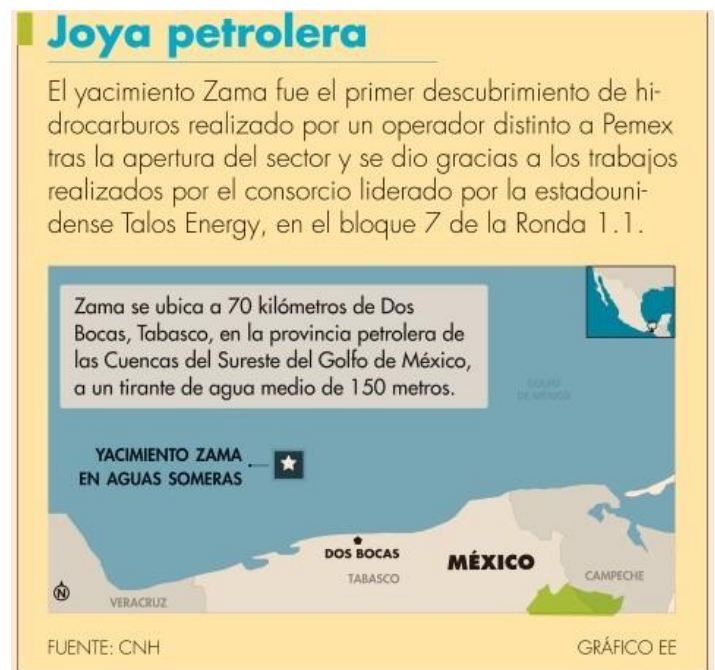 Joya petrolera
El yacimiento Zama fue el primer descubrimiento de hi-
drocarburos realizado por un operador distinto a Pemex
tras la apertura del sector y se dio gracias a los trabajos
realizados por el consorcio liderado por la estadouni-
dense Talos Energy, en el bloque 7 de la Ronda 1.1.
Zama se ubica a 70 kilómetros de Dos
Bocas, Tabasco, en la provincia petrolera de
las Cuencas del Sureste del Golfo de México,
a un tirante de agua medio de 150 metros.
GOLFO
DE MÉXICO
YACIMIENTO ZAMA
EN AGUAS SOMERAS
DOS BOCAS
MÉXICO
TABASCO
CAMPECHE
N
VERACRUZ
FUENTE: CNH
GRÁFICO EE